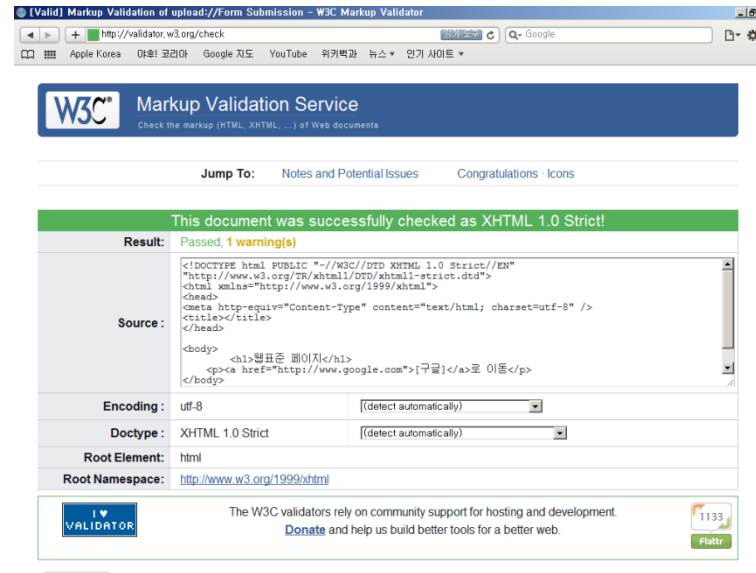 [Valid] Markup Validation of upload://Form Submission - W3C Markup Validator
http://validator.w3.org/check
Q- Google
Apple Korea 야후! 코리아 Google 지도 YouTube 위키백과 뉴스 인기 사이트
W3C® Markup Validation Service
Check the markup (HTML, XHTML, ...) of Web documents
Jump To: Notes and Potential Issues Congratulations · Icons
This document was successfully checked as XHTML 1.0 Strict!
Result: Passed, 1 warning(s)
Source :
<!DOCTYPE html PUBLIC "-//W3C//DTD XHTML 1.0 Strict//EN"
"http://www.w3.org/TR/xhtml1/DTD/xhtml1-strict.dtd">
<html xmlns="http://www.w3.org/1999/xhtml">
<head>
<meta http-equiv="Content-Type" content="text/html; charset=utf-8" />
<title></title>
</head>
<body>
<h1>웹표준 페이지</h1>
<p><a href="http://www.google.com">[구글]</a>로 이동</p>
</body>
Encoding : utf-8 (detect automatically)
Doctype : XHTML 1.0 Strict (detect automatically)
Root Element: html
Root Namespace: http://www.w3.org/1999/xhtml
I ♥ VALIDATOR
The W3C validators rely on community support for hosting and development.
Donate and help us build better tools for a better web.
1133
Flattr